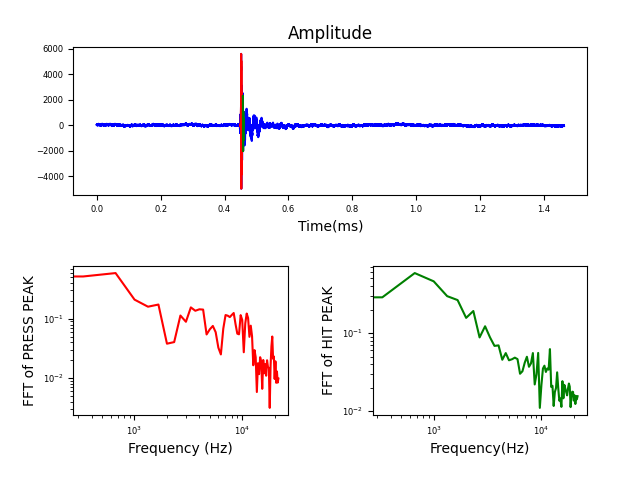 Amplitude
6000
4000
2000
0
−2000
−4000
0.0 0.2 0.4 0.6 0.8 1.0 1.2 1.4
Time(ms)
FFT of PRESS PEAK
10⁻¹
10⁻²
10³ 10⁴
Frequency (Hz)
FFT of HIT PEAK
10⁻¹
10⁻²
10³ 10⁴
Frequency(Hz)